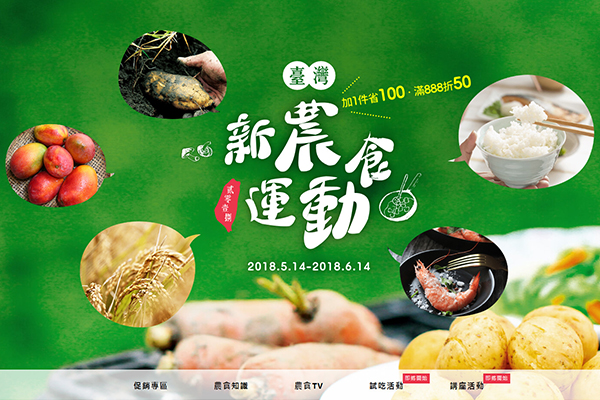 臺灣
加1件省100．滿888折50
新農食
運動
貳零壹捌
2018.5.14-2018.6.14
促銷專區 農食知識 農食TV 試吃活動 即將開始 講座活動 即將開始